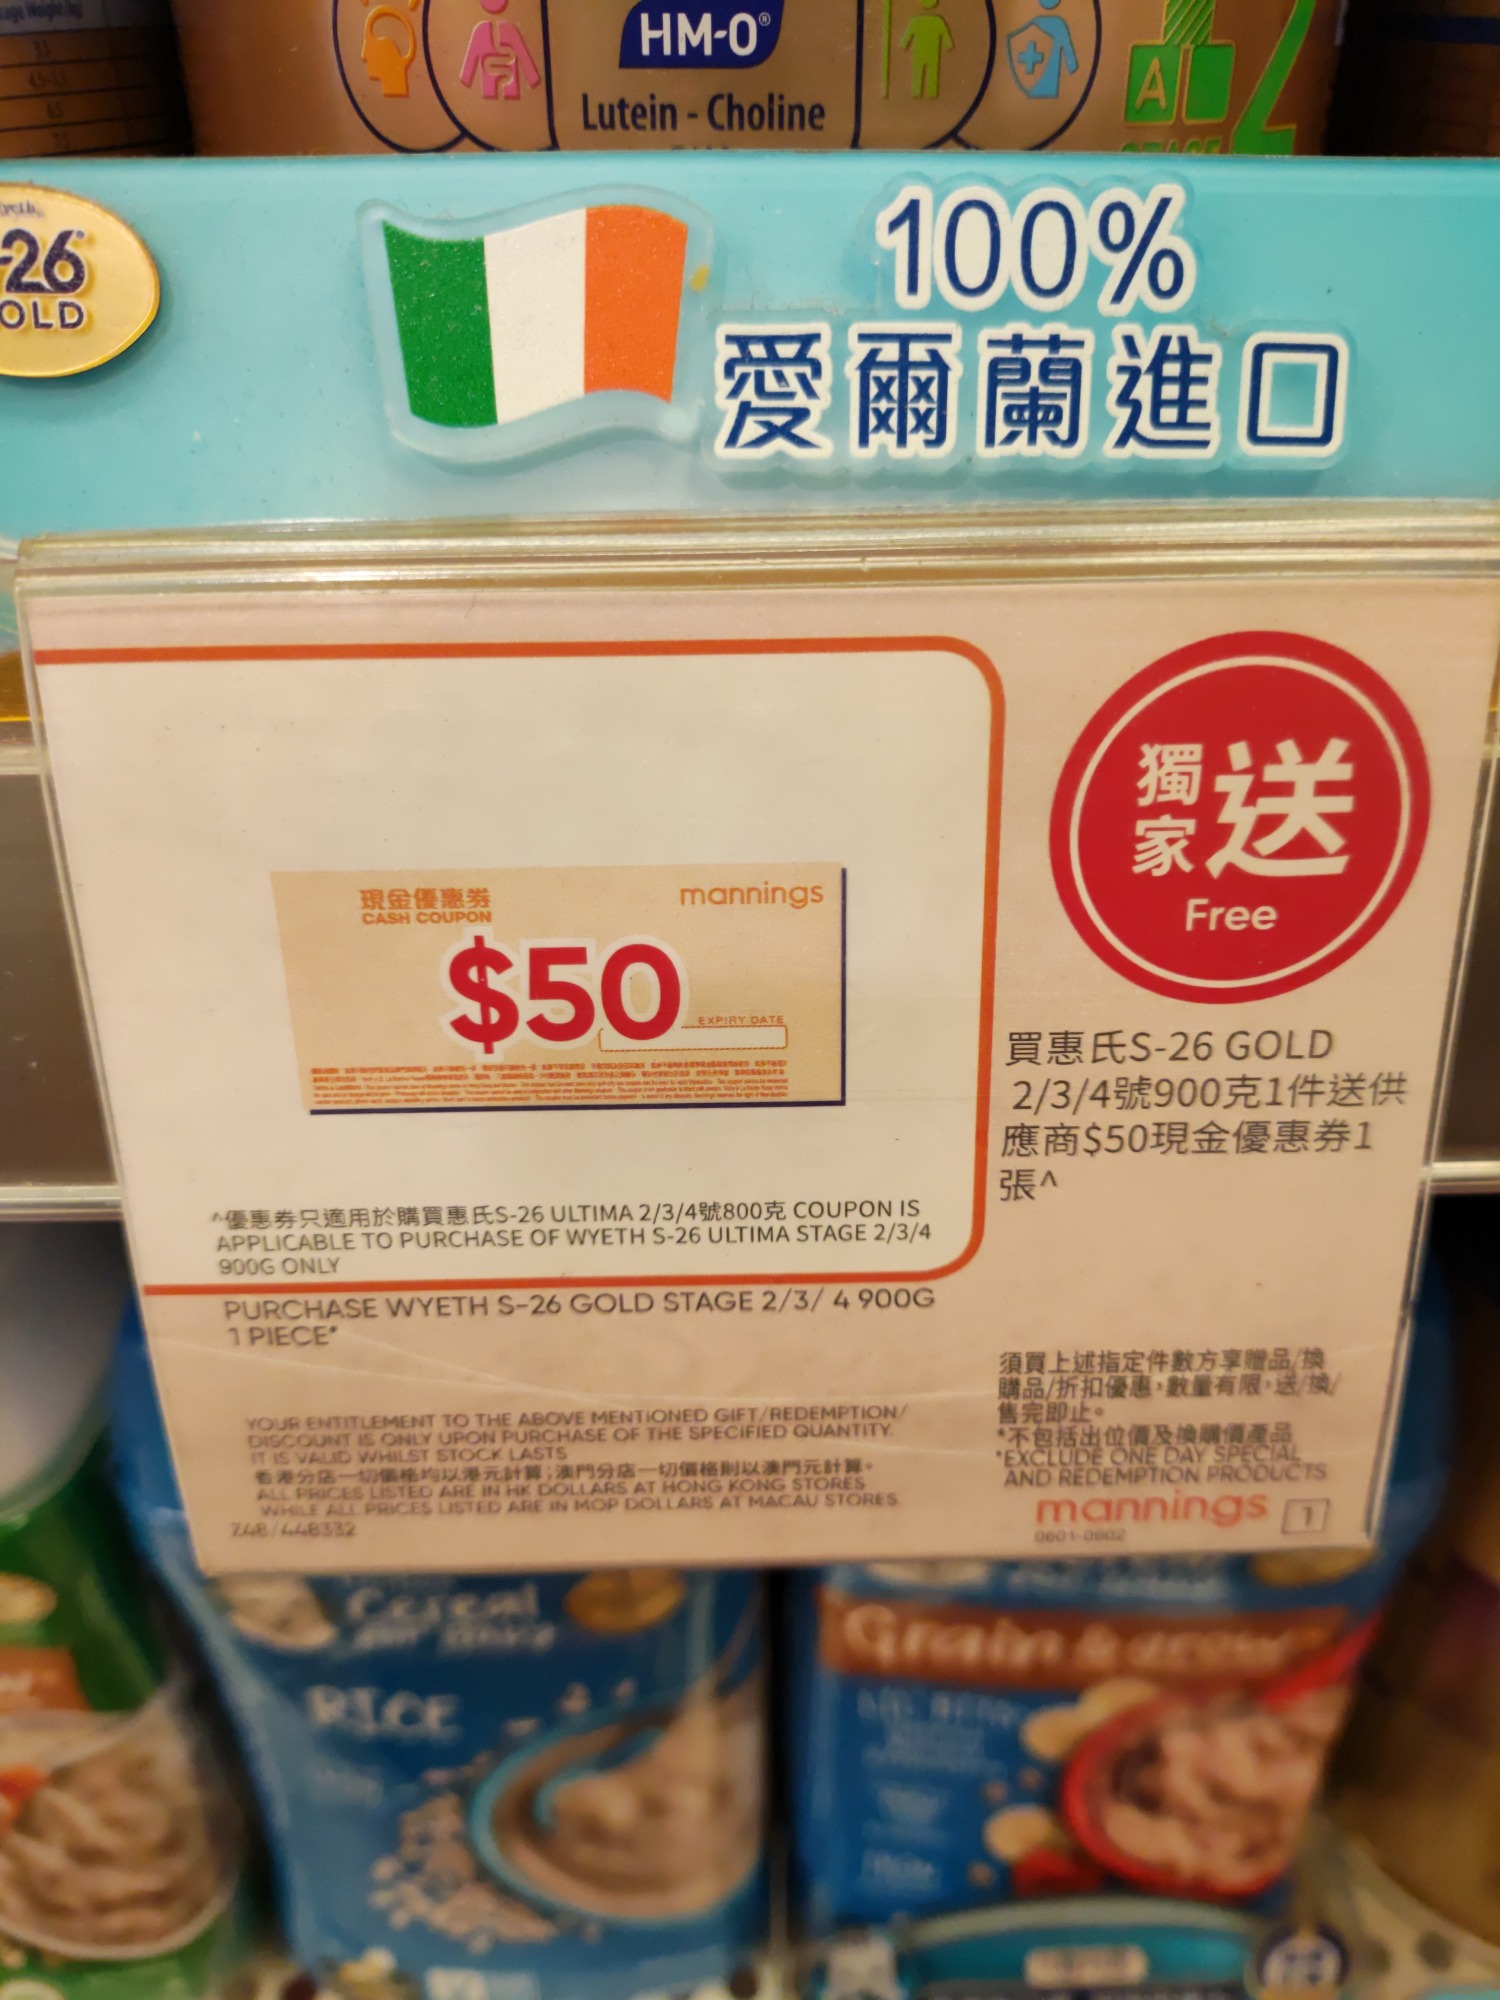 HM-O®
Lutein - Choline
A
2
-26
OLD
100%
愛爾蘭進口
獨家送
Free
現金優惠券
CASH COUPON
mannings
$50
EXPIRY DATE
買惠氏S-26 GOLD
2/3/4號900克1件送供
應商$50現金優惠券1
張^
^優惠券只適用於購買惠氏S-26 ULTIMA 2/3/4號800克 COUPON IS
APPLICABLE TO PURCHASE OF WYETH S-26 ULTIMA STAGE 2/3/4
900G ONLY
PURCHASE WYETH S-26 GOLD STAGE 2/3/ 4 900G
1 PIECE*
須買上述指定件數方享贈品/換
購品/折扣優惠，數量有限，送/換/
售完即止。
*不包括出位價及換購價產品
*EXCLUDE ONE DAY SPECIAL
AND REDEMPTION PRODUCTS
mannings 1
0601-0602
YOUR ENTITLEMENT TO THE ABOVE MENTIONED GIFT/REDEMPTION/
DISCOUNT IS ONLY UPON PURCHASE OF THE SPECIFIED QUANTITY.
IT IS VALID WHILST STOCK LASTS
香港分店一切價格均以港元計算；澳門分店一切價格則以澳門元計算。
ALL PRICES LISTED ARE IN HK DOLLARS AT HONG KONG STORES
WHILE ALL PRICES LISTED ARE IN MOP DOLLARS AT MACAU STORES
Z48/448332
Cereal
RICE
Grain & grow